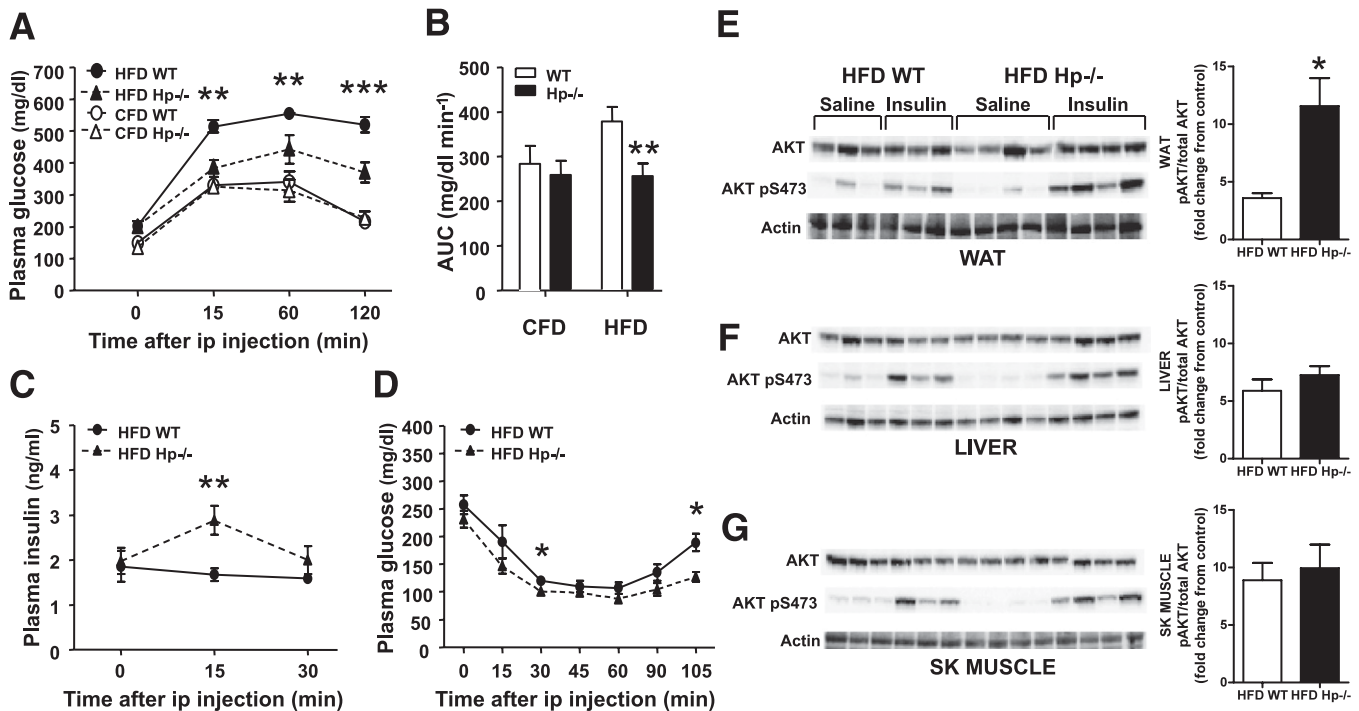 A
HFD WT
HFD Hp-/-
CFD WT
CFD Hp-/-
** ** ***
Plasma glucose (mg/dl)
700
600
500
400
300
200
100
0
0 15 60 120
Time after ip injection (min)
B
WT
Hp-/-
**
AUC (mg/dl min-1)
500
400
300
200
100
0
CFD HFD
C
HFD WT
HFD Hp-/-
**
Plasma insulin (ng/ml)
5
4
3
2
1
0
0 15 30
Time after ip injection (min)
D
HFD WT
HFD Hp-/-
* *
Plasma glucose (mg/dl)
400
350
300
250
200
150
100
50
0
0 15 30 45 60 90 105
Time after ip injection (min)
E
HFD WT HFD Hp-/-
Saline Insulin Saline Insulin
AKT
AKT pS473
Actin
WAT
WAT
pAKT/total AKT
(fold change from control)
15
10
5
0
*
HFD WT HFD Hp-/-
F
AKT
AKT pS473
Actin
LIVER
LIVER
pAKT/total AKT
(fold change from control)
15
10
5
0
HFD WT HFD Hp-/-
G
AKT
AKT pS473
Actin
SK MUSCLE
SK MUSCLE
pAKT/total AKT
(fold change from control)
15
10
5
0
HFD WT HFD Hp-/-